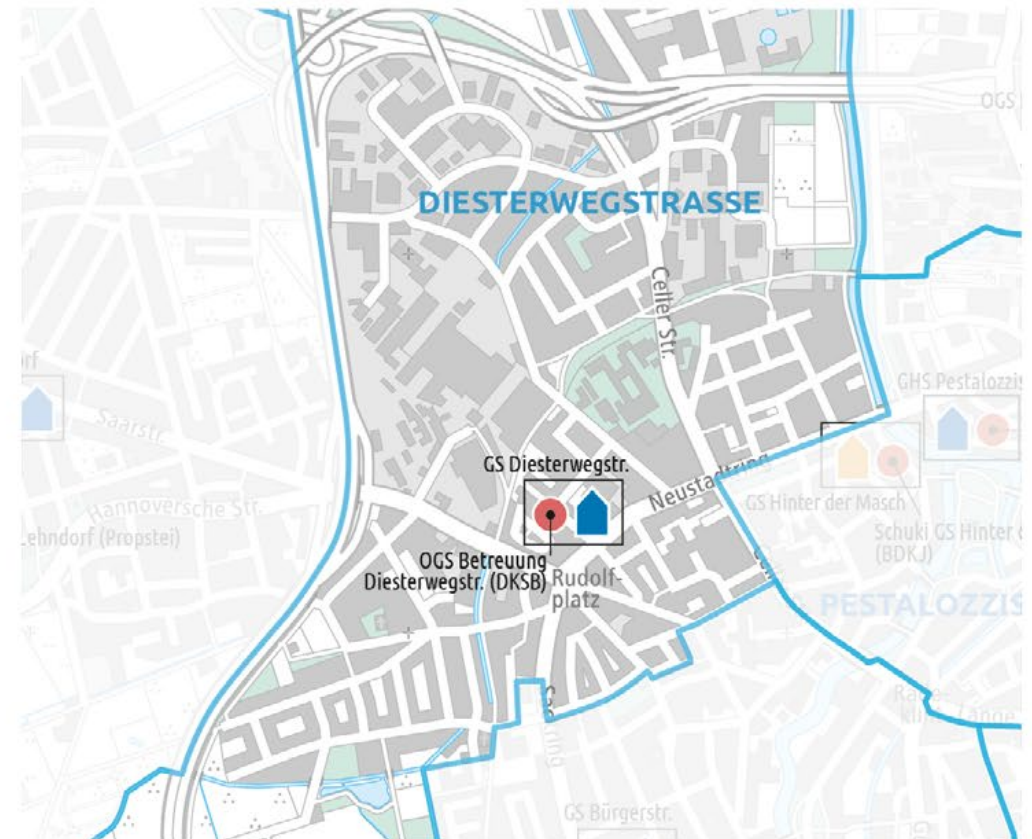 OGS
DIESTERWEGSTRASSE
Celler Str.
GHS Pestalozzis
Saarstr.
GS Diesterwegstr.
Neustadtring
Hannoversche Str.
GS Hinter der Masch
Lehndorf (Propstei)
Schuki GS Hinter
(BDKJ)
OGS Betreuung
Diesterwegstr. (DKSB)
Rudolf-
platz
PESTALOZZIS
GS Bürgerstr.